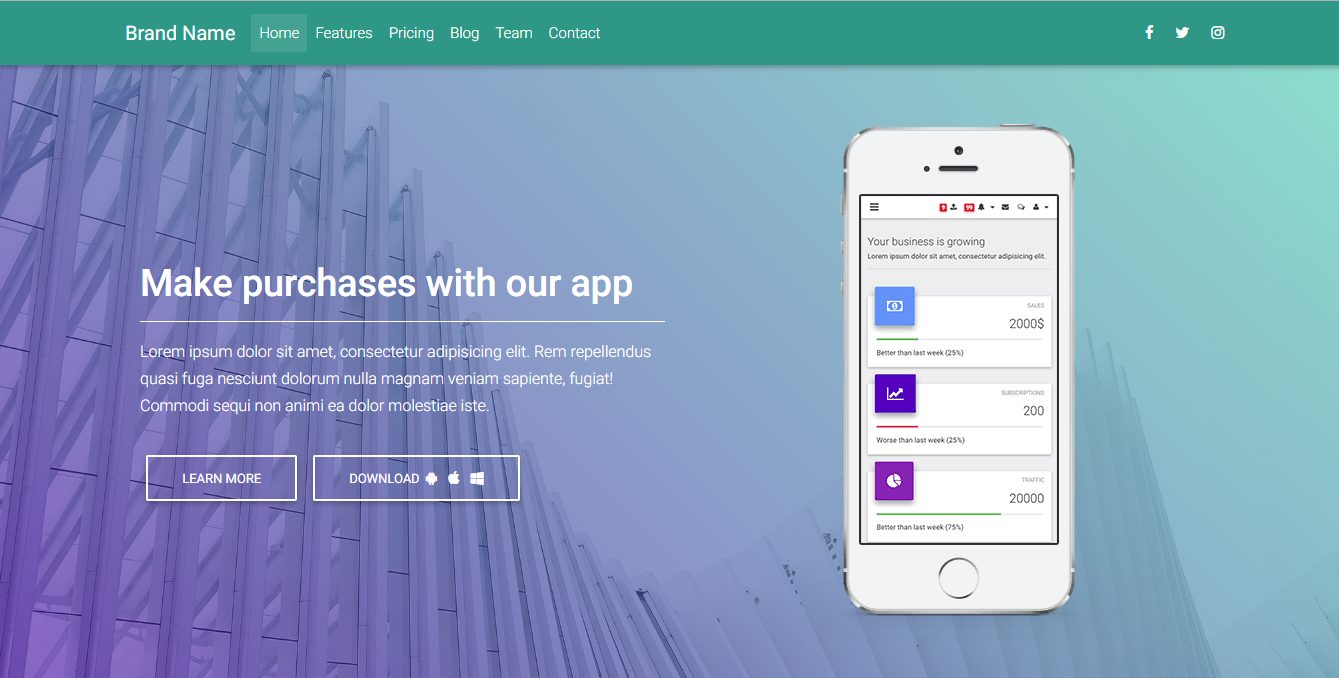 Brand Name Home Features Pricing Blog Team Contact
Make purchases with our app
Lorem ipsum dolor sit amet, consectetur adipisicing elit. Rem repellendus
quasi fuga nesciunt dolorum nulla magnam veniam sapiente, fugiat!
Commodi sequi non animi ea dolor molestiae iste.
LEARN MORE DOWNLOAD
9 99
Your business is growing
Lorem ipsum dolor sit amet, consectetur adipisicing elit.
SALES
2000$
Better than last week (25%)
SUBSCRIPTIONS
200
Worse than last week (25%)
TRAFFIC
20000
Better than last week (75%)